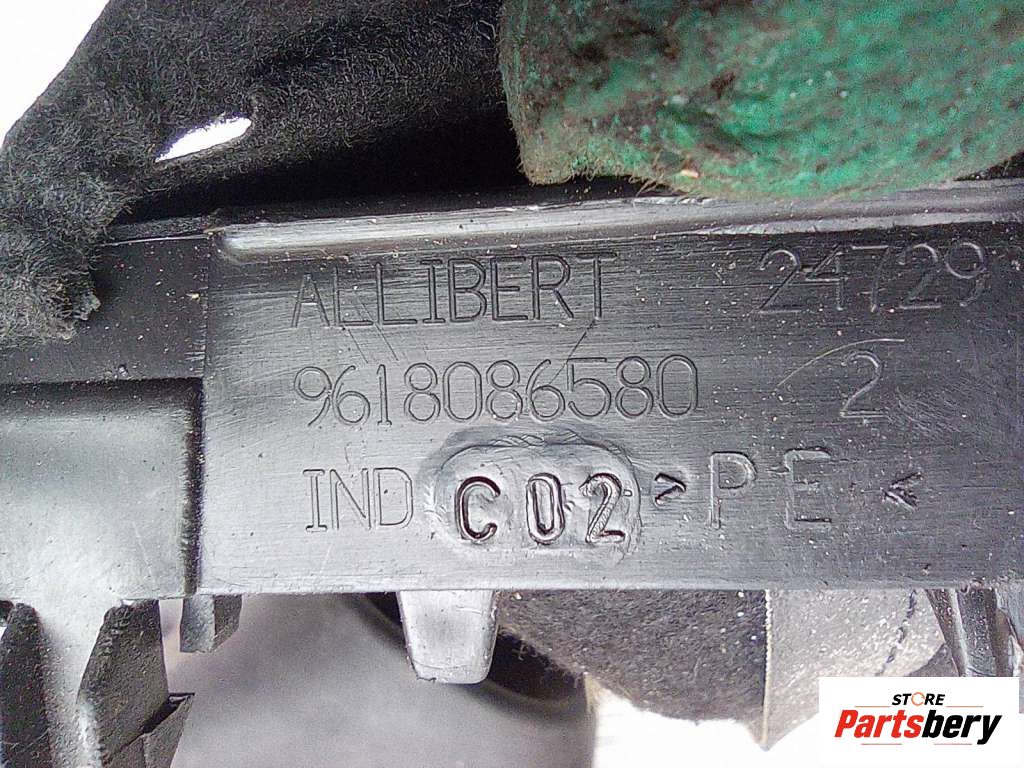 ALLIBERT 24729
9618086580 2
IND C02 >PE<
STORE
Partsbery